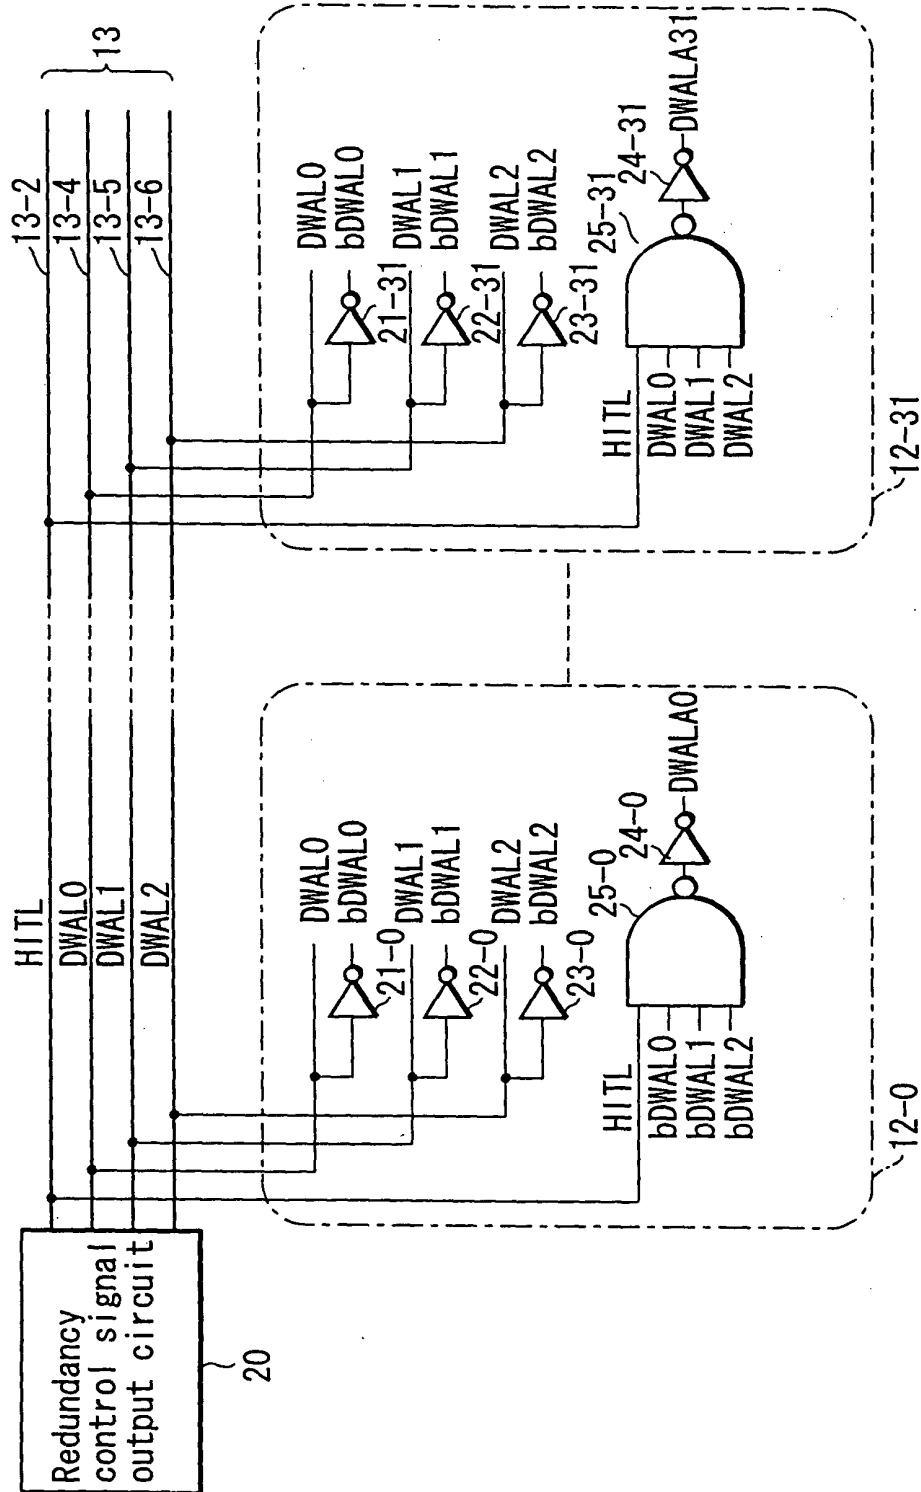 Redundancy
control signal
output circuit
20
HITL
DWAL0
DWAL1
DWAL2
13-2
13-4
13-5
13-6
13
DWAL0
bDWAL0
21-0
DWAL1
bDWAL1
22-0
DWAL2
bDWAL2
23-0
HITL
bDWAL0
bDWAL1
bDWAL2
25-0
24-0
DWALA0
12-0
DWAL0
bDWAL0
21-31
DWAL1
bDWAL1
22-31
DWAL2
bDWAL2
23-31
HITL
DWAL0
DWAL1
DWAL2
25-31
24-31
DWALA31
12-31